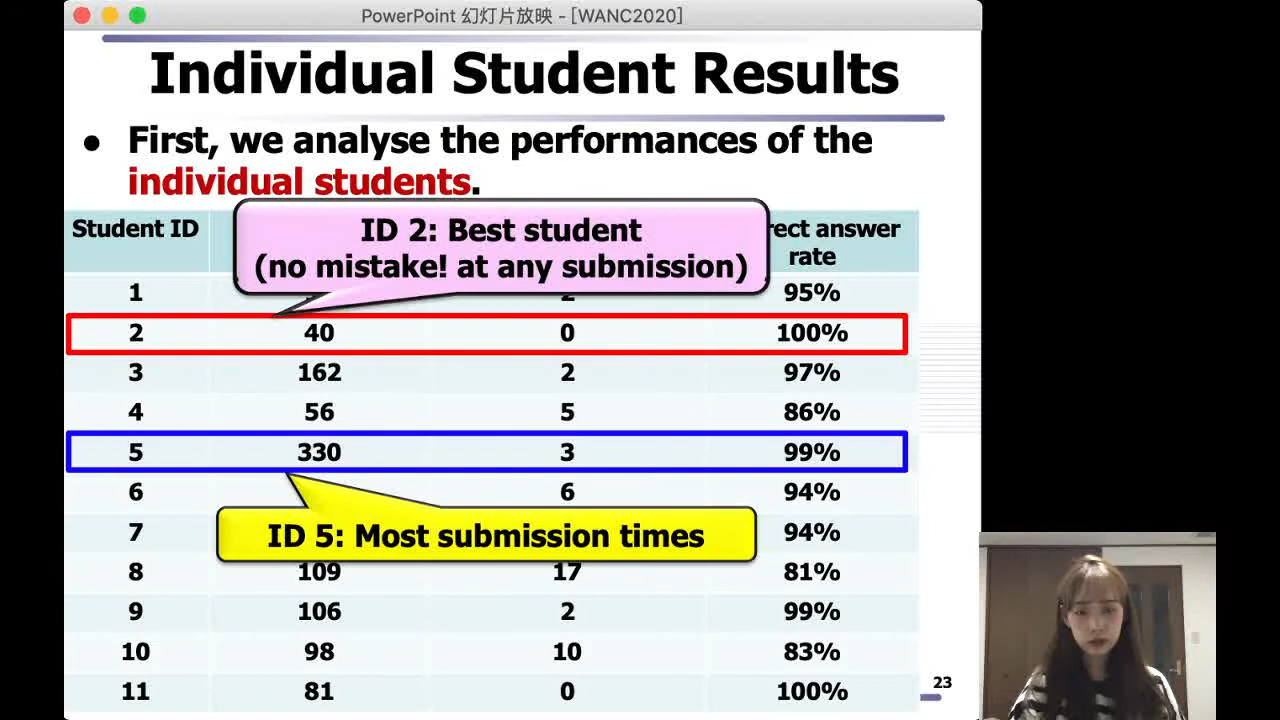 PowerPoint 幻灯片放映 - [WANC2020]
Individual Student Results
● First, we analyse the performances of the
individual students.
Student ID
rect answer
rate
ID 2: Best student
(no mistake! at any submission)
1 2 95%
2 40 0 100%
3 162 2 97%
4 56 5 86%
5 330 3 99%
6 6 94%
ID 5: Most submission times
7 94%
8 109 17 81%
9 106 2 99%
10 98 10 83%
11 81 0 100%
23